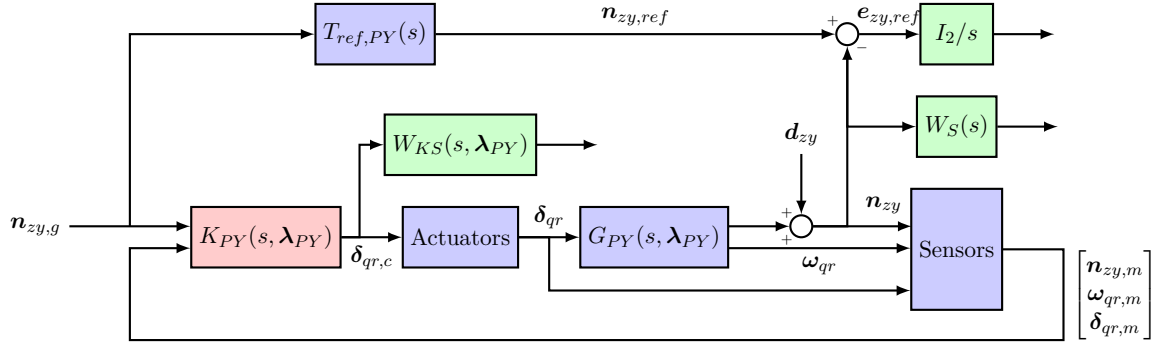 n_{zy,ref}
e_{zy,ref}
T_{ref,PY}(s)
+
−
I_2/s
W_{KS}(s, λ_{PY})
d_{zy}
W_S(s)
n_{zy,g}
K_{PY}(s, λ_{PY})
δ_{qr,c}
Actuators
δ_{qr}
G_{PY}(s, λ_{PY})
+
+
n_{zy}
ω_{qr}
Sensors
n_{zy,m}
ω_{qr,m}
δ_{qr,m}